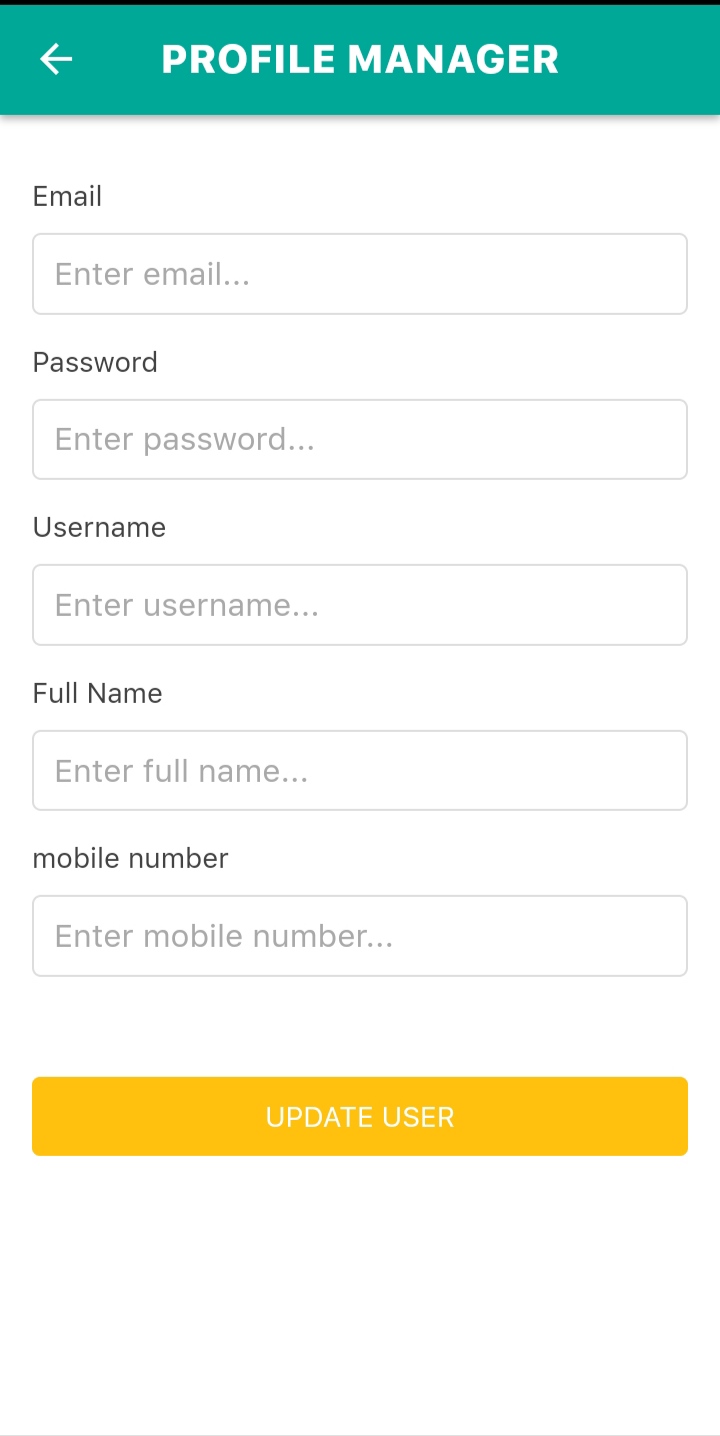 PROFILE MANAGER
Email
Enter email...
Password
Enter password...
Username
Enter username...
Full Name
Enter full name...
mobile number
Enter mobile number...
UPDATE USER